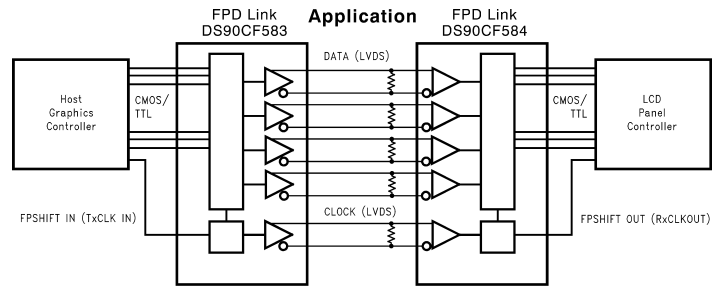 Application
FPD Link
DS90CF583
FPD Link
DS90CF584
DATA (LVDS)
Host
Graphics
Controller
CMOS/
TTL
CMOS/
TTL
LCD
Panel
Controller
CLOCK (LVDS)
FPSHIFT IN (TxCLK IN)
FPSHIFT OUT (RxCLKOUT)